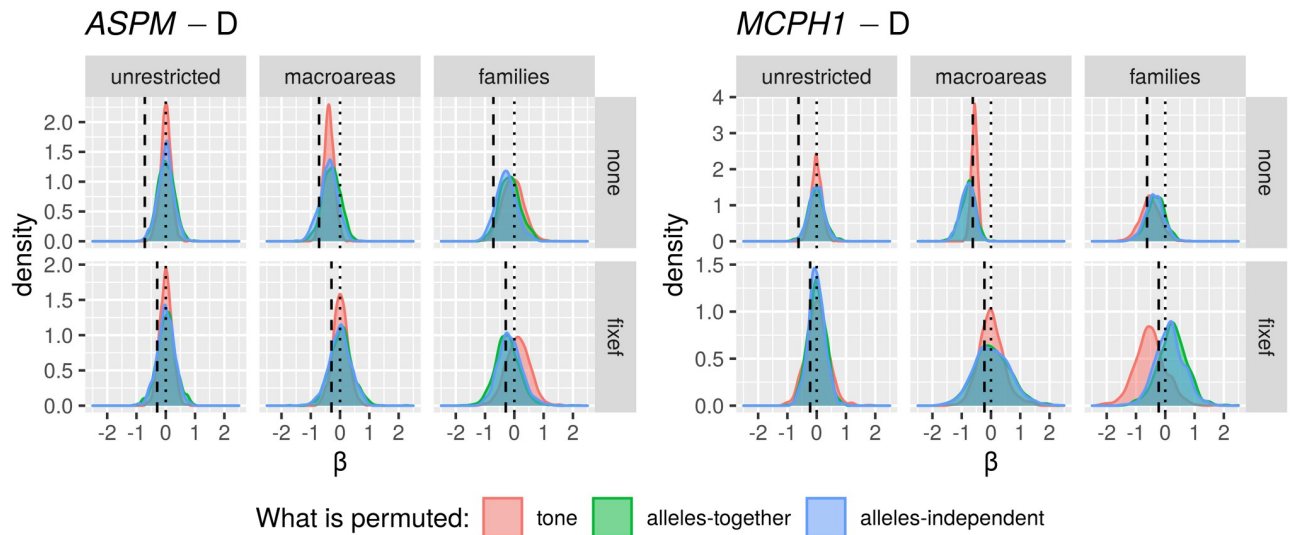 ASPM − D
MCPH1 − D
unrestricted macroareas families
unrestricted macroareas families
density
2.0
1.5
1.0
0.5
0.0
none
2.0
1.5
1.0
0.5
0.0
fixef
-2 -1 0 1 2 -2 -1 0 1 2 -2 -1 0 1 2
β
density
4
3
2
1
0
none
1.5
1.0
0.5
0.0
fixef
-2 -1 0 1 2 -2 -1 0 1 2 -2 -1 0 1 2
β
What is permuted: tone alleles-together alleles-independent